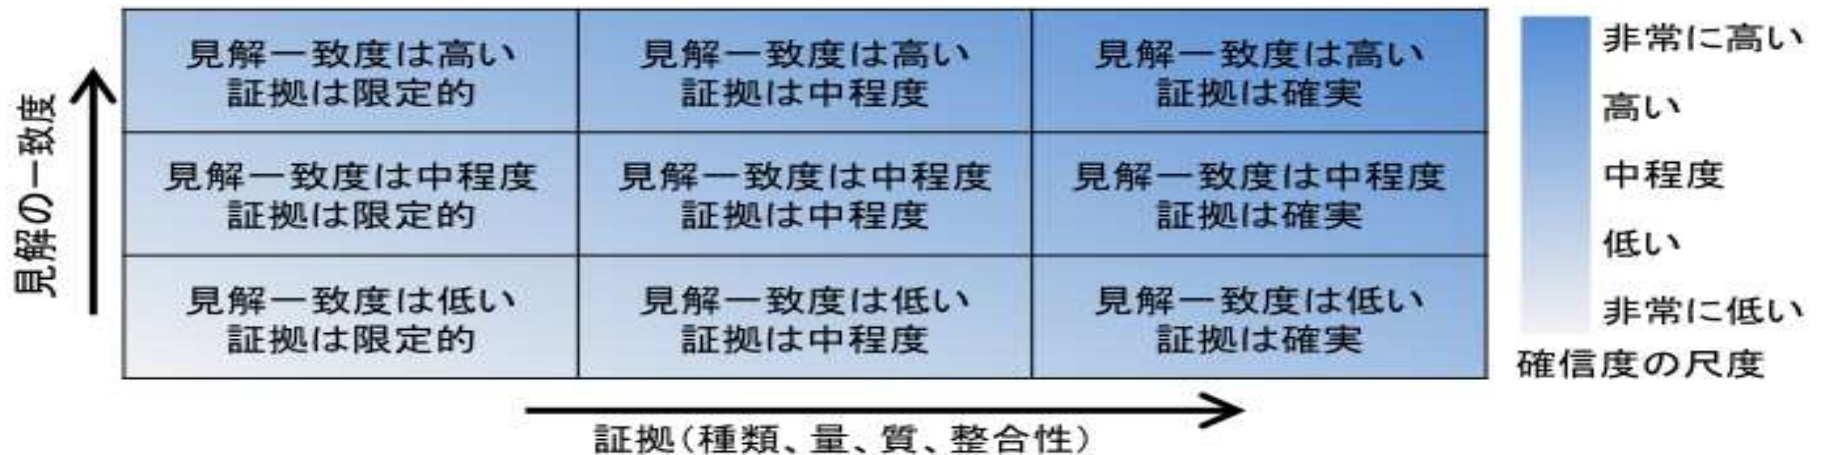 見解の一致度
見解一致度は高い
証拠は限定的
見解一致度は高い
証拠は中程度
見解一致度は高い
証拠は確実
見解一致度は中程度
証拠は限定的
見解一致度は中程度
証拠は中程度
見解一致度は中程度
証拠は確実
見解一致度は低い
証拠は限定的
見解一致度は低い
証拠は中程度
見解一致度は低い
証拠は確実
証拠(種類、量、質、整合性)
非常に高い
高い
中程度
低い
非常に低い
確信度の尺度